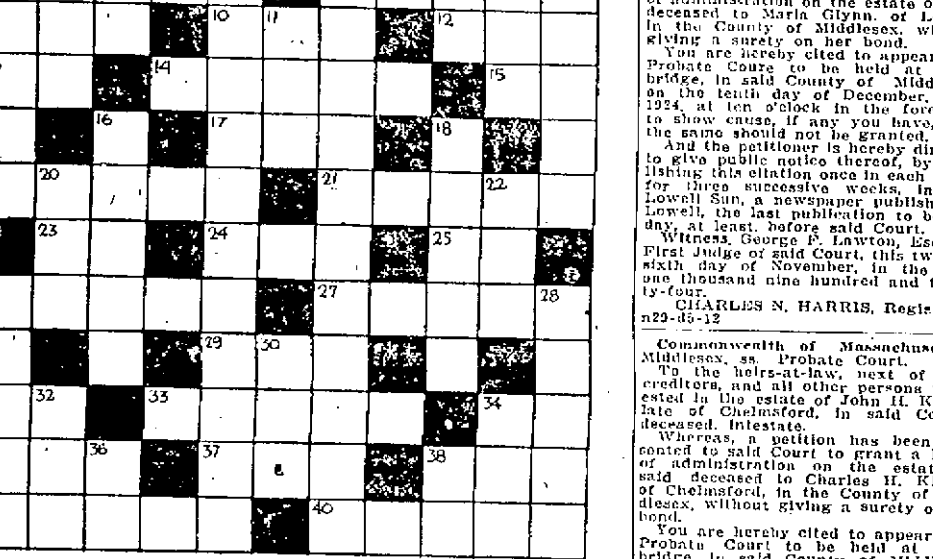 10 11 12
14 15
16 17 18
20 21 22
23 24 25
27 28
29 30
32 33 34
36 37 38
40
of administration on the estate o
deceased to Maria Glynn. of L
in the County of Middlesex, w
giving a surety on her bond.
You are hereby cited to appear
Probate Court to be held at
bridge, in said County of Midd
on the tenth day of December,
1924, at ten o'clock in the fore
to show cause, if any you have,
the same should not be granted.
And the petitioner is hereby di
to give public notice thereof, by
lishing this citation once in each
for three successive weeks, in
Lowell Sun, a newspaper publish
Lowell, the last publication to b
day, at least, before said Court.
Witness, George F. Lawton, Es
First Judge of said Court, this tw
sixth day of November, in the
one thousand nine hundred and t
ty-four.
CHARLES N. HARRIS, Regis
n29-d5-12
Commonwealth of Massachuse
Middlesex, ss. Probate Court.
To the heirs-at-law, next of
creditors, and all other persons
ested in the estate of John H. K
late of Chelmsford, in said Co
deceased, intestate.
Whereas, a petition has been
sented to said Court to grant a
of administration on the estat
said deceased to Charles H. K
of Chelmsford, in the County of
dlesex, without giving a surety o
bond.
You are hereby cited to appear
Probate Court to be held at
bridge, in said County of